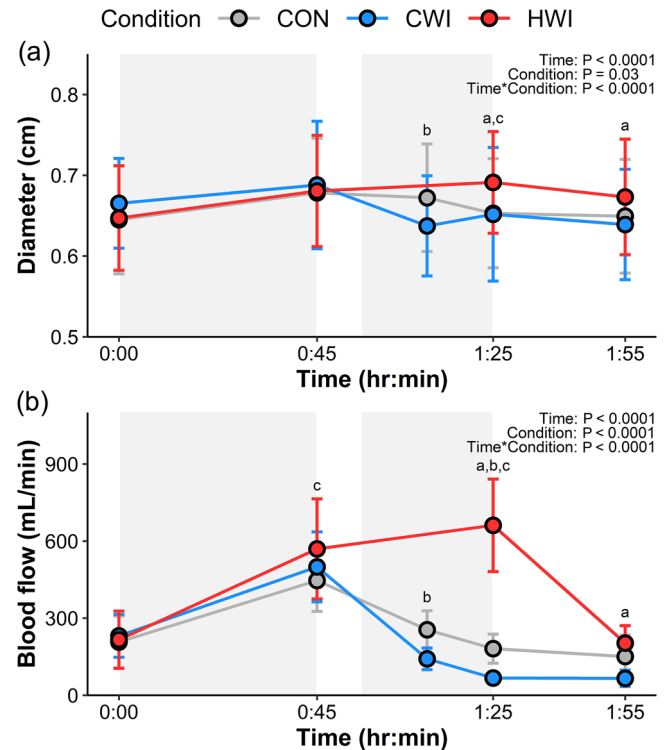 Condition CON CWI HWI
(a)
Time: P < 0.0001
Condition: P = 0.03
Time*Condition: P < 0.0001
0.8
0.7
0.6
0.5
Diameter (cm)
b
a,c
a
0:00 0:45 1:25 1:55
Time (hr:min)
(b)
Time: P < 0.0001
Condition: P < 0.0001
Time*Condition: P < 0.0001
900
600
300
0
Blood flow (mL/min)
c
b
a,b,c
a
0:00 0:45 1:25 1:55
Time (hr:min)